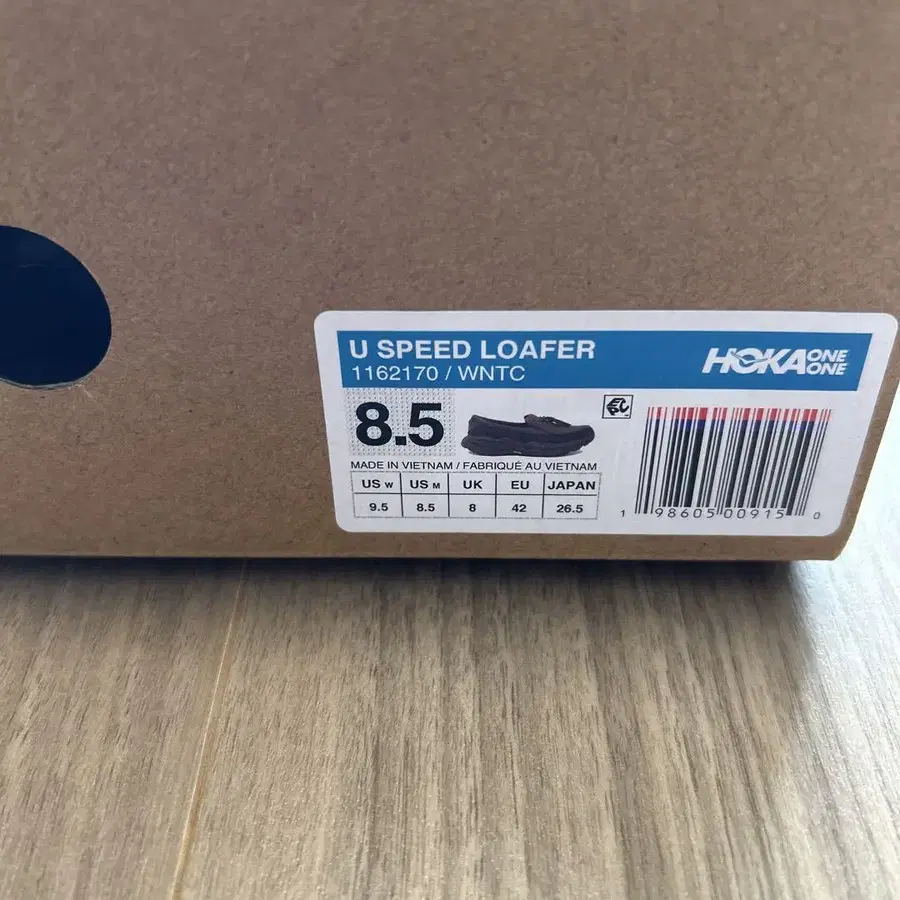 U SPEED LOAFER
1162170 / WNTC
HOKA ONE ONE
8.5
MADE IN VIETNAM / FABRIQUÉ AU VIETNAM
US W US M UK EU JAPAN
9.5 8.5 8 42 26.5
1 98605 00915 0